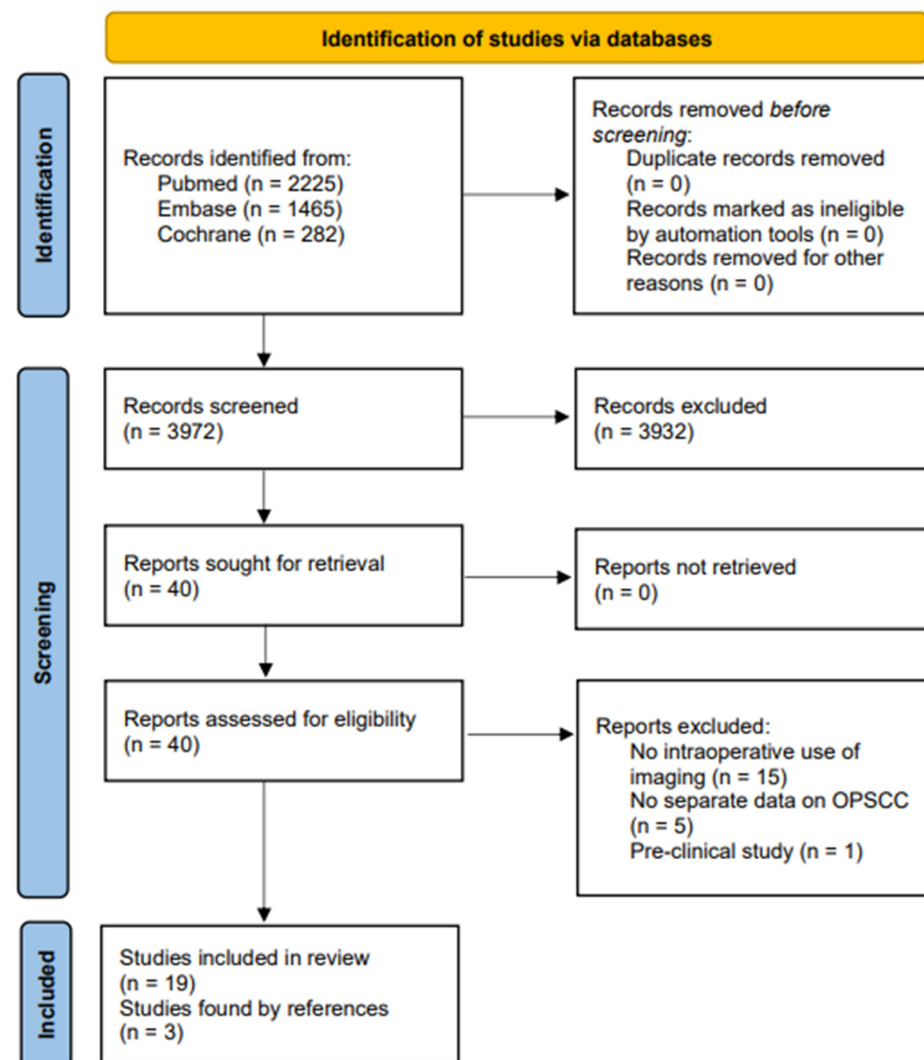 Identification of studies via databases
Identification
Records identified from:
Pubmed (n = 2225)
Embase (n = 1465)
Cochrane (n = 282)
Records removed before
screening:
Duplicate records removed
(n = 0)
Records marked as ineligible
by automation tools (n = 0)
Records removed for other
reasons (n = 0)
Screening
Records screened
(n = 3972)
Records excluded
(n = 3932)
Reports sought for retrieval
(n = 40)
Reports not retrieved
(n = 0)
Reports assessed for eligibility
(n = 40)
Reports excluded:
No intraoperative use of
imaging (n = 15)
No separate data on OPSCC
(n = 5)
Pre-clinical study (n = 1)
Included
Studies included in review
(n = 19)
Studies found by references
(n = 3)